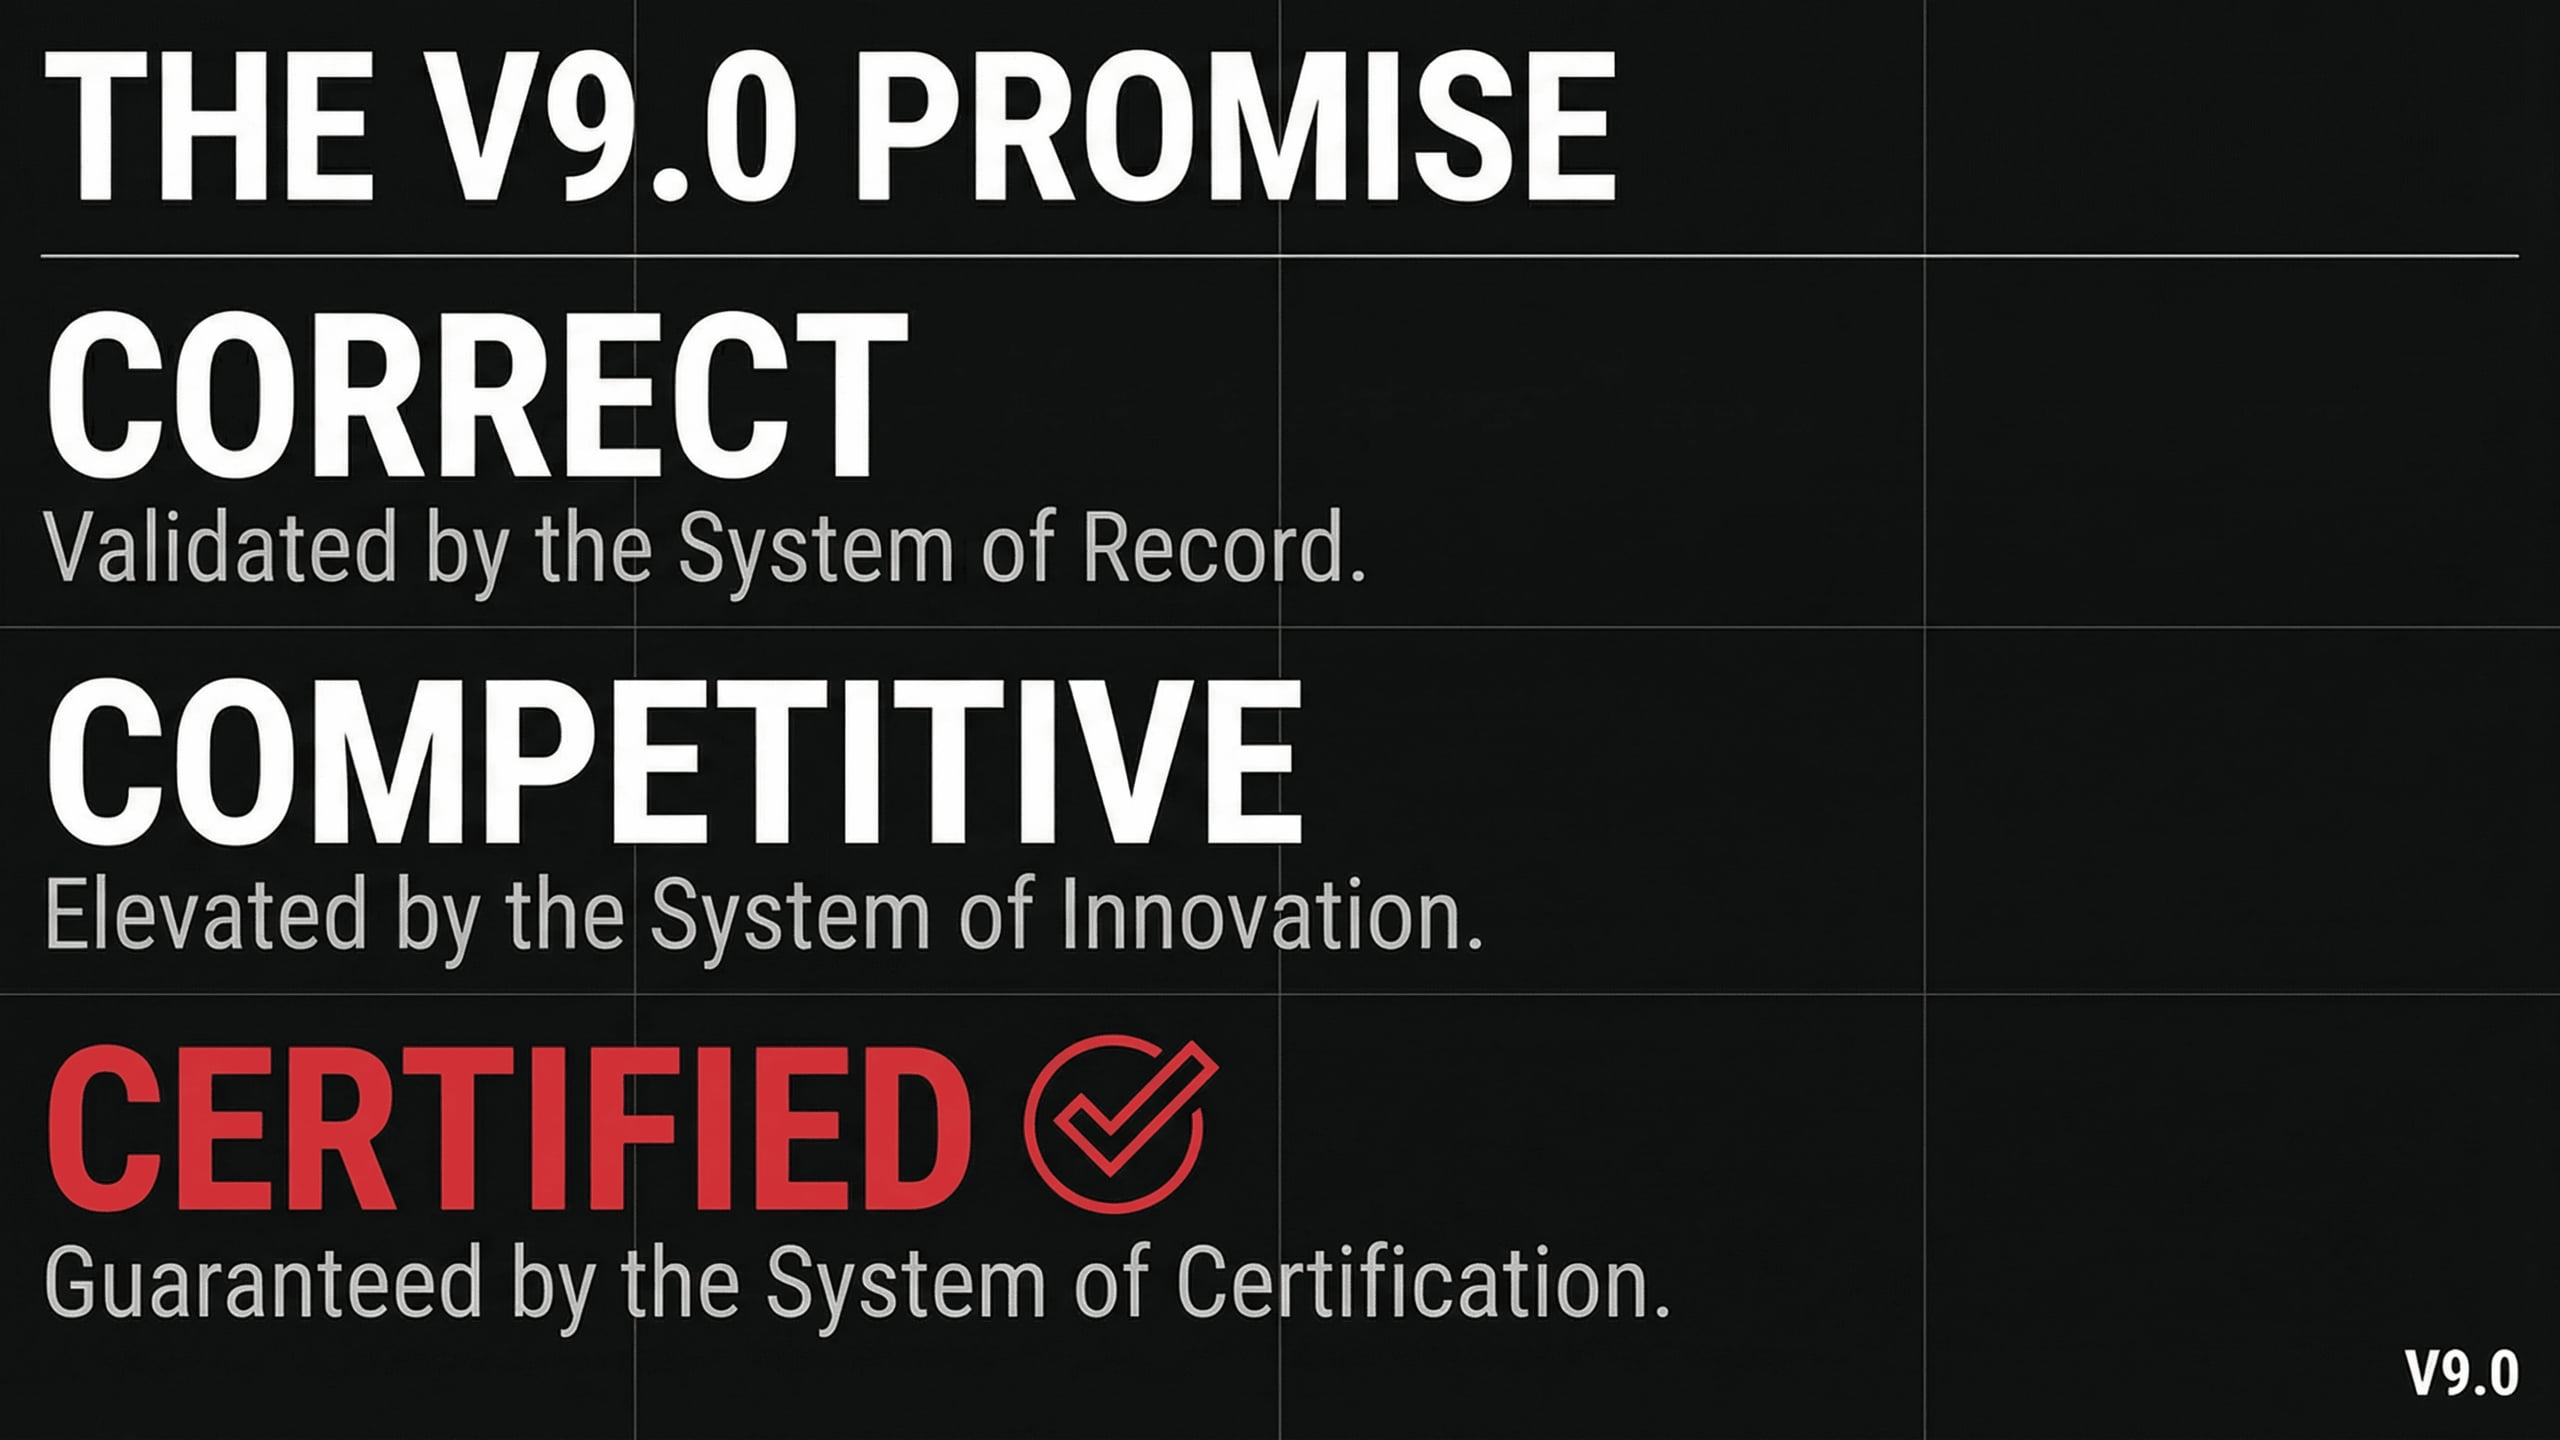 THE V9.0 PROMISE
CORRECT
Validated by the System of Record.
COMPETITIVE
Elevated by the System of Innovation.
CERTIFIED
Guaranteed by the System of Certification.
V9.0